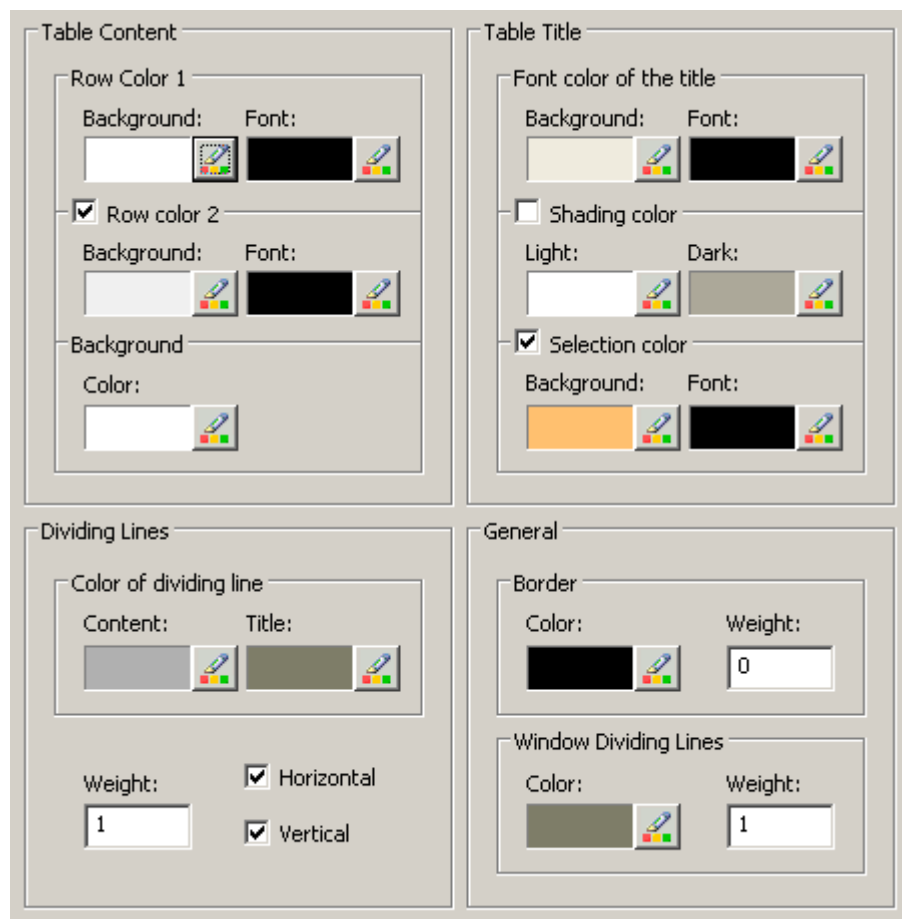 Table Content
Row Color 1
Background: Font:
Row color 2
Background: Font:
Background
Color:
Table Title
Font color of the title
Background: Font:
Shading color
Light: Dark:
Selection color
Background: Font:
Dividing Lines
Color of dividing line
Content: Title:
Weight:
1
Horizontal
Vertical
General
Border
Color: Weight:
0
Window Dividing Lines
Color: Weight:
1